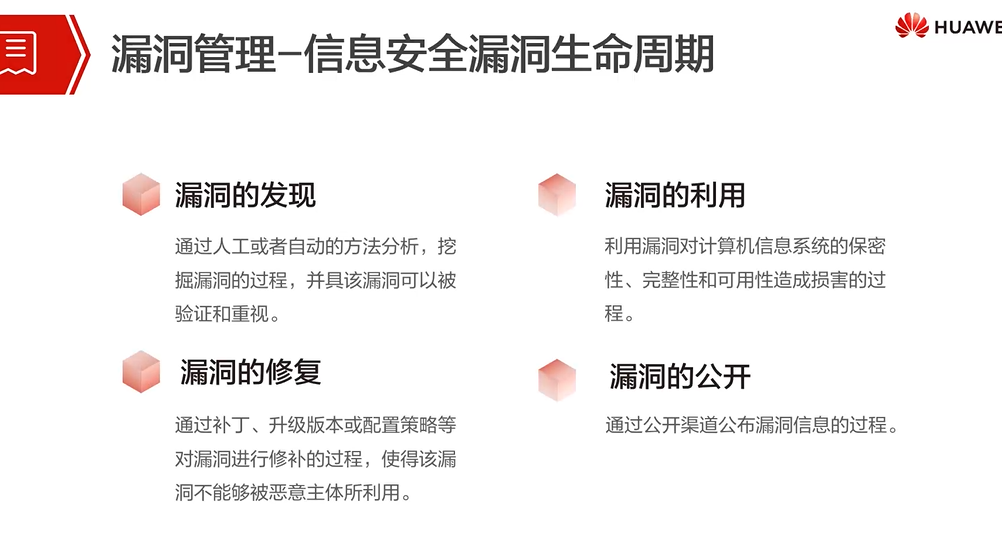 漏洞管理-信息安全漏洞生命周期
HUAWE
漏洞的发现
通过人工或者自动的方法分析，挖
掘漏洞的过程，并具该漏洞可以被
验证和重视。
漏洞的利用
利用漏洞对计算机信息系统的保密
性、完整性和可用性造成损害的过
程。
漏洞的修复
通过补丁、升级版本或配置策略等
对漏洞进行修补的过程，使得该漏
洞不能够被恶意主体所利用。
漏洞的公开
通过公开渠道公布漏洞信息的过程。